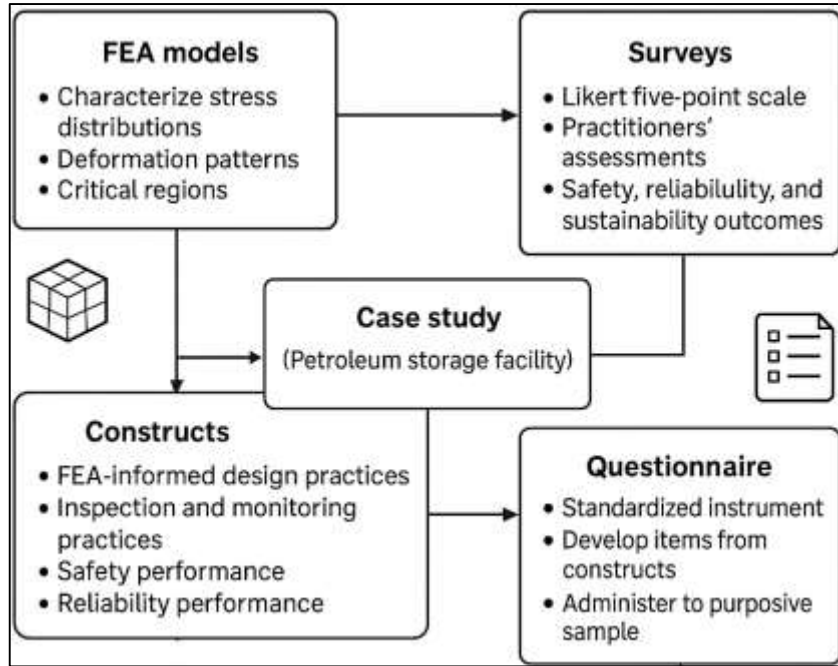 FEA models
• Characterize stress
distributions
• Deformation patterns
• Critical regions
Surveys
• Likert five-point scale
• Practitioners’
assessments
• Safety, reliabilulity, and
sustainability outcomes
Case study
(Petroleum storage facility)
Constructs
• FEA-informed design practices
• Inspection and monitoring
practices
• Safety performance
• Reliability performance
Questionnaire
• Standardized instrument
• Develop items from
constructs
• Administer to purposive
sample